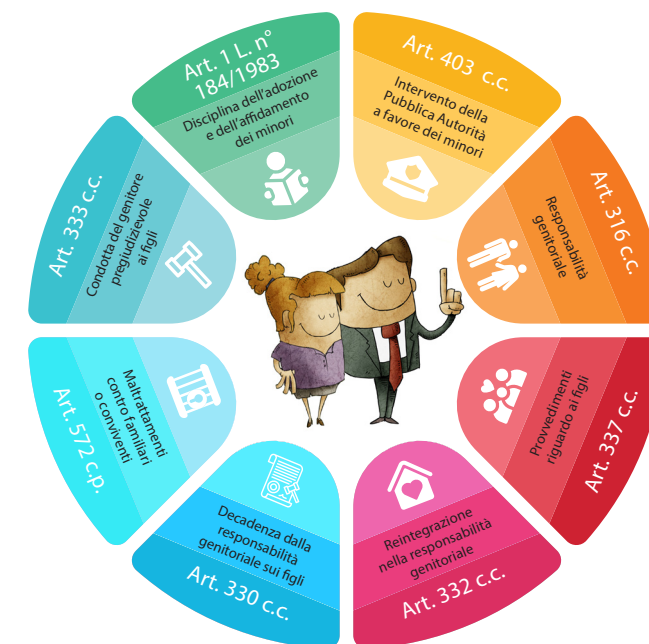 Art. 1 L. n°
184/1983
Disciplina dell'adozione
e dell'affidamento
dei minori
Art. 403 c.c.
Intervento della
Pubblica Autorità
a favore dei minori
Art. 316 c.c.
Responsabilità
genitoriale
Art. 337 c.c.
Provvedimenti
riguardo ai figli
Art. 332 c.c.
Reintegrazione
nella responsabilità
genitoriale
Art. 330 c.c.
Decadenza dalla
responsabilità
genitoriale sui figli
Art. 572 c.p.
Maltrattamenti
contro familiari
o conviventi
Art. 333 c.c.
Condotta del genitore
pregiudizievole
ai figli